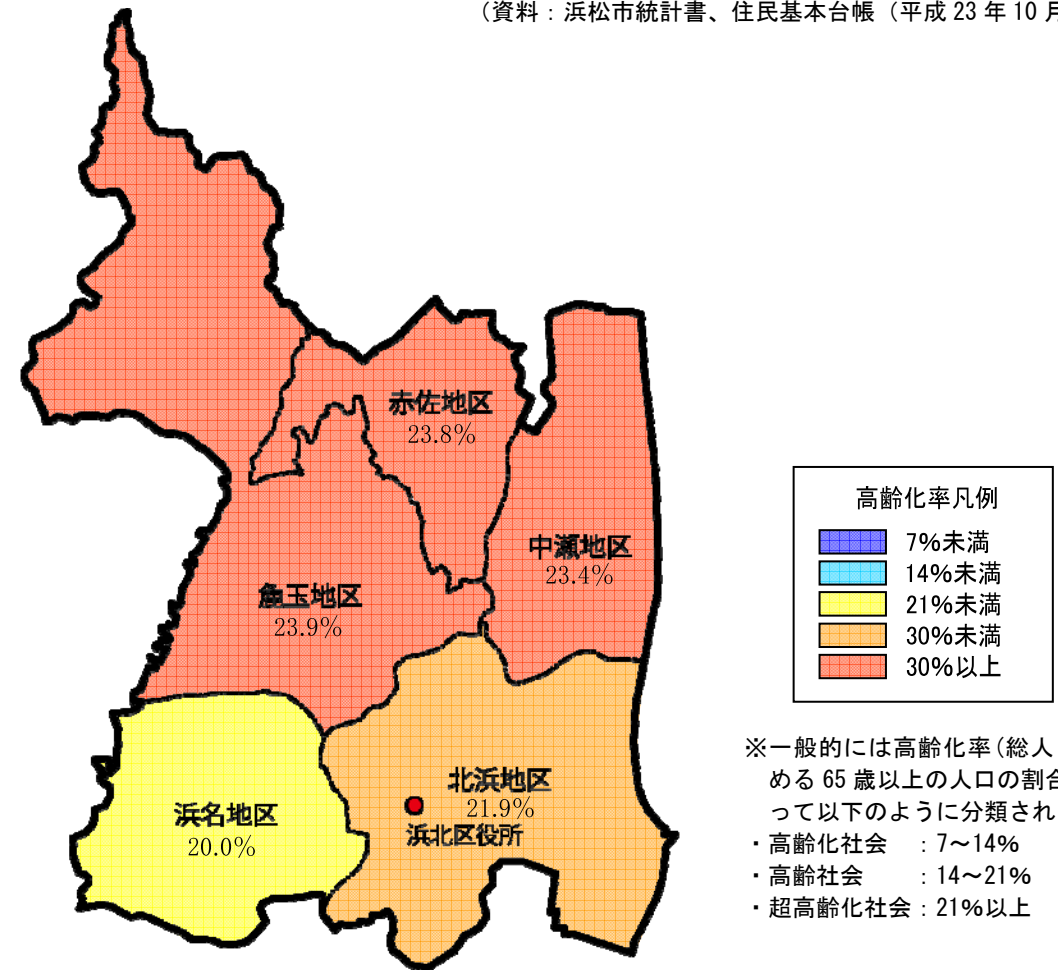 （資料：浜松市統計書、住民基本台帳（平成 23 年 10 月
赤佐地区
23.8%
中瀬地区
23.4%
麁玉地区
23.9%
北浜地区
21.9%
浜北区役所
浜名地区
20.0%
高齢化率凡例
7%未満
14%未満
21%未満
30%未満
30%以上
※一般的には高齢化率(総人
める 65 歳以上の人口の割合
って以下のように分類され
・高齢化社会　：7～14%
・高齢社会　　：14～21%
・超高齢化社会：21%以上